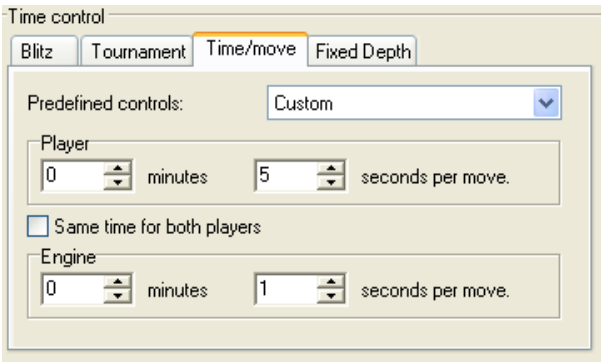 Time control
Blitz Tournament Time/move Fixed Depth
Predefined controls: Custom
Player
0 minutes 5 seconds per move.
Same time for both players
Engine
0 minutes 1 seconds per move.